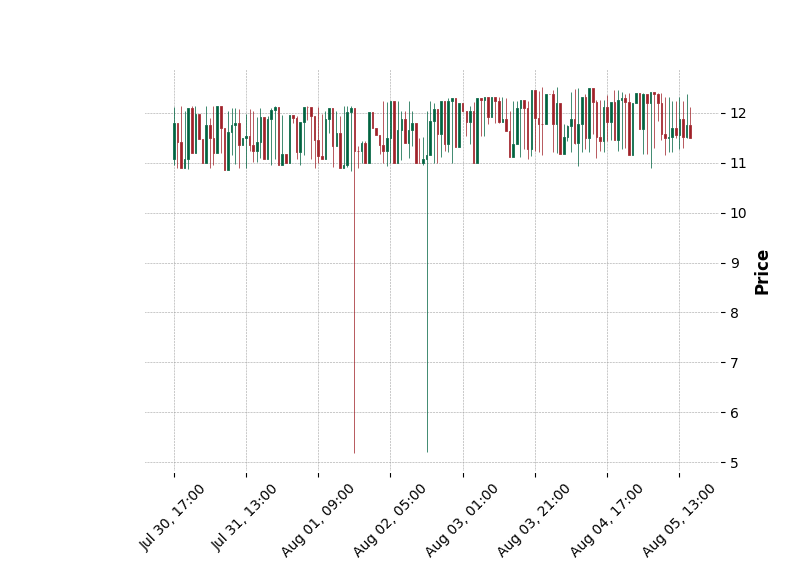 12
11
10
9
8
7
6
5
Price
Jul 30, 17:00
Jul 31, 13:00
Aug 01, 09:00
Aug 02, 05:00
Aug 03, 01:00
Aug 03, 21:00
Aug 04, 17:00
Aug 05, 13:00